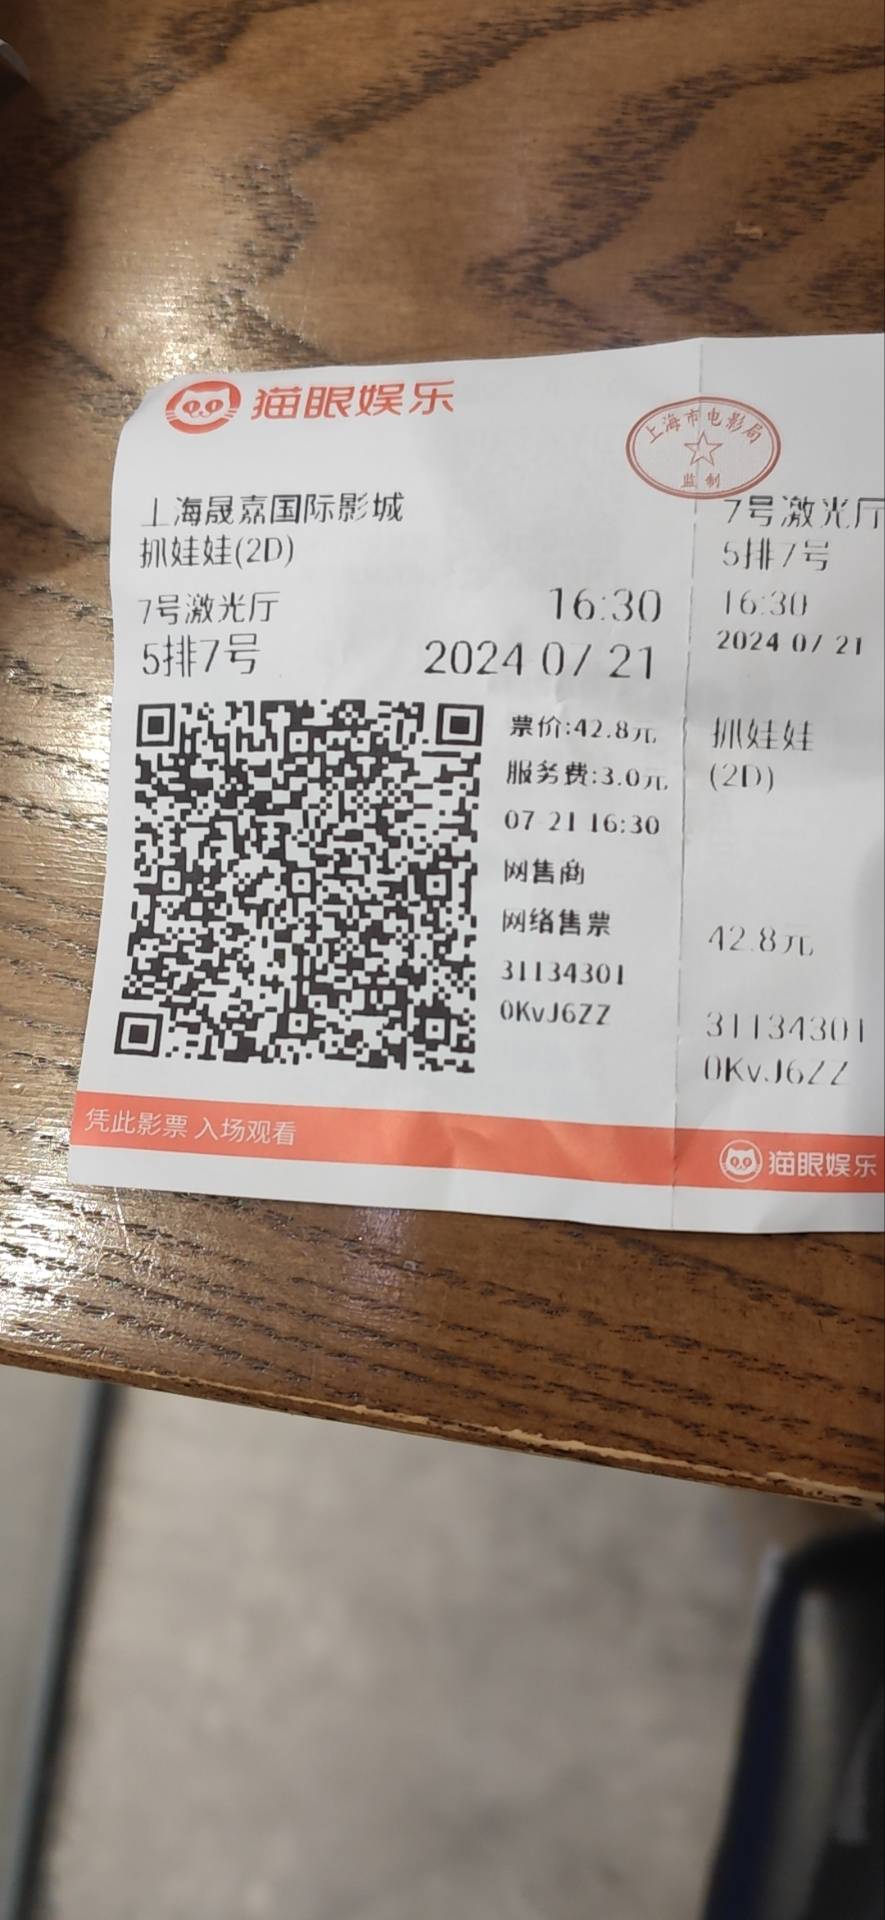 猫眼娱乐
上海市电影局
监制
上海晟嘉国际影城
抓娃娃(2D)
7号激光厅
16:30
5排7号
2024 07 21
票价:42.8元
服务费:3.0元
07 21 16:30
网售商
网络售票
31134301
0KvJ6ZZ
凭此影票 入场观看
7号激光厅
5排7号
16:30
2024 07 21
抓娃娃
(2D)
42.8元
31134301
0KvJ6ZZ
猫眼娱乐